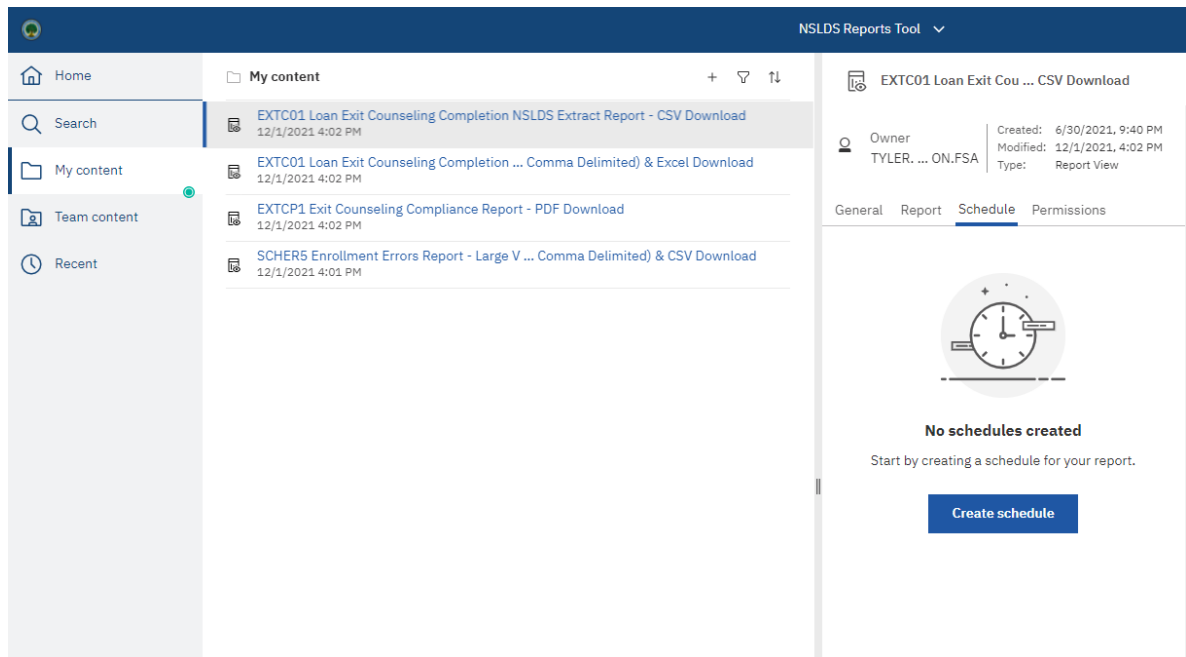 NSLDS Reports Tool
Home
Search
My content
Team content
Recent
My content
EXTC01 Loan Exit Counseling Completion NSLDS Extract Report - CSV Download
12/1/2021 4:02 PM
EXTC01 Loan Exit Counseling Completion ... Comma Delimited) & Excel Download
12/1/2021 4:02 PM
EXTCP1 Exit Counseling Compliance Report - PDF Download
12/1/2021 4:02 PM
SCHER5 Enrollment Errors Report - Large V ... Comma Delimited) & CSV Download
12/1/2021 4:01 PM
EXTC01 Loan Exit Cou ... CSV Download
Owner
TYLER. ... ON.FSA
Created: 6/30/2021, 9:40 PM
Modified: 12/1/2021, 4:02 PM
Type: Report View
General Report Schedule Permissions
No schedules created
Start by creating a schedule for your report.
Create schedule